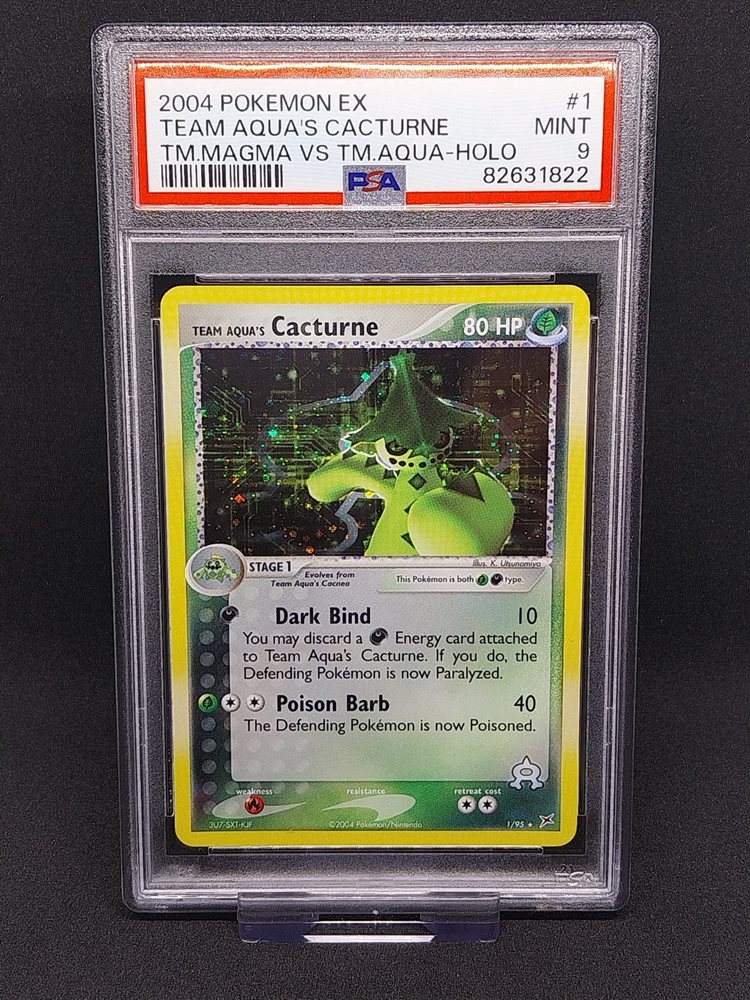 2004 POKEMON EX #1
TEAM AQUA'S CACTURNE MINT
TM.MAGMA VS TM.AQUA-HOLO 9
PSA 82631822
TEAM AQUA'S Cacturne 80 HP
Illus. K. Utsunomiya
STAGE 1
Evolves from
Team Aqua's Cacnea
This Pokémon is both type.
Dark Bind 10
You may discard a Energy card attached
to Team Aqua's Cacturne. If you do, the
Defending Pokémon is now Paralyzed.
Poison Barb 40
The Defending Pokémon is now Poisoned.
weakness resistance retreat cost
3U7-SXT-KJF ©2004 Pokémon/Nintendo 1/95 ★
PSA